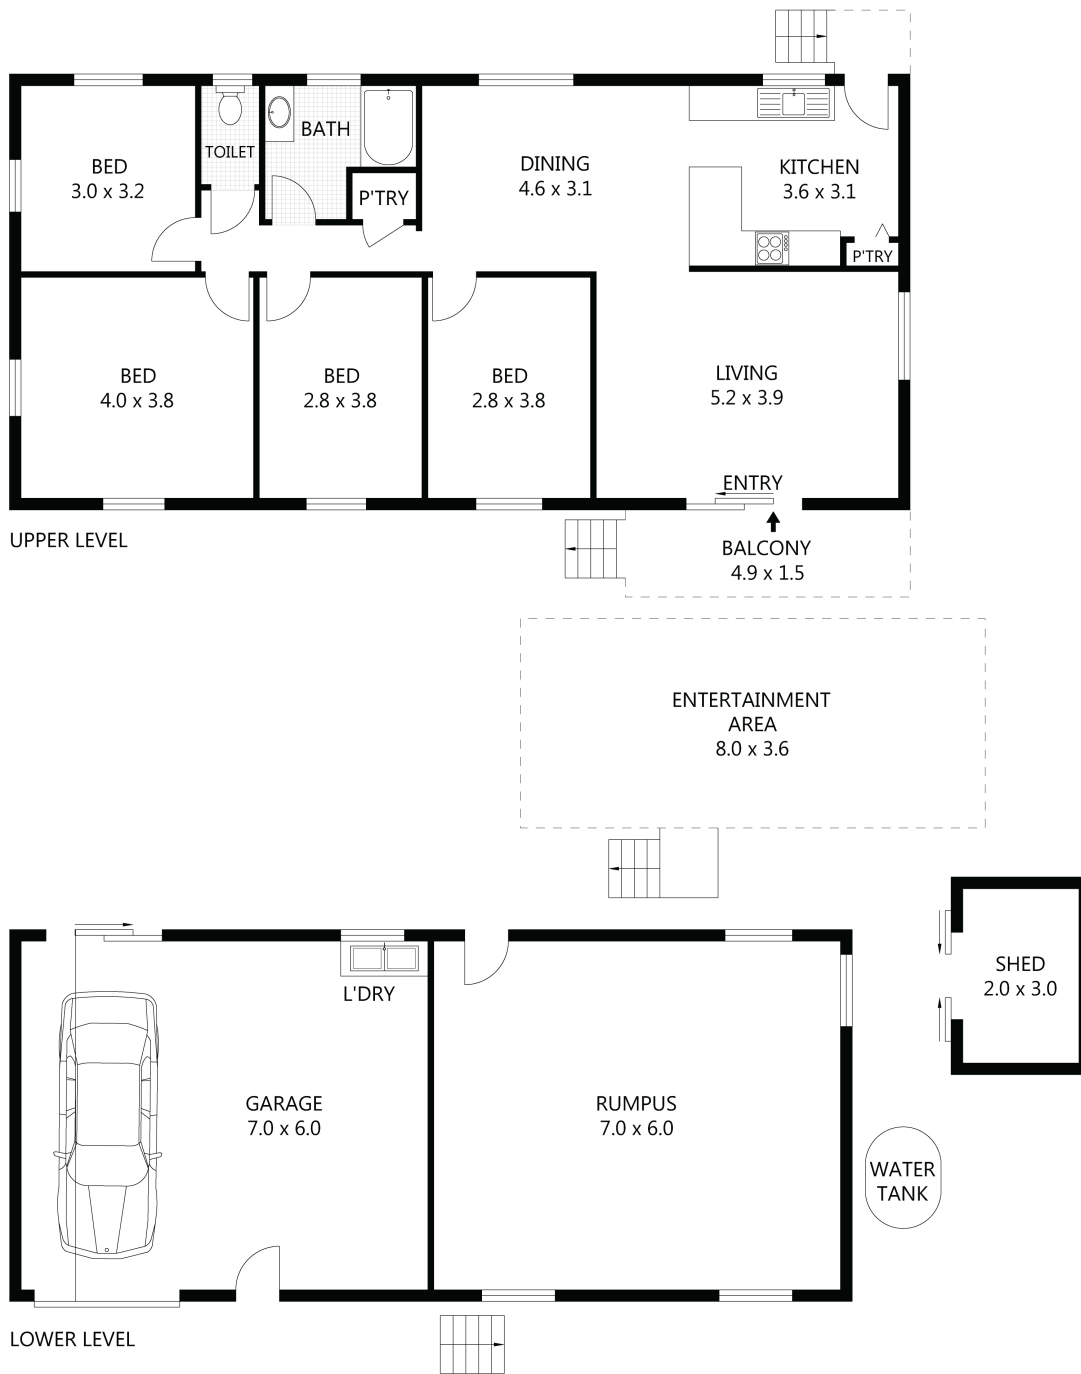 BED
3.0 x 3.2
TOILET
BATH
P'TRY
DINING
4.6 x 3.1
KITCHEN
3.6 x 3.1
P'TRY
BED
4.0 x 3.8
BED
2.8 x 3.8
BED
2.8 x 3.8
LIVING
5.2 x 3.9
ENTRY
UPPER LEVEL
BALCONY
4.9 x 1.5
ENTERTAINMENT
AREA
8.0 x 3.6
L'DRY
SHED
2.0 x 3.0
GARAGE
7.0 x 6.0
RUMPUS
7.0 x 6.0
WATER
TANK
LOWER LEVEL